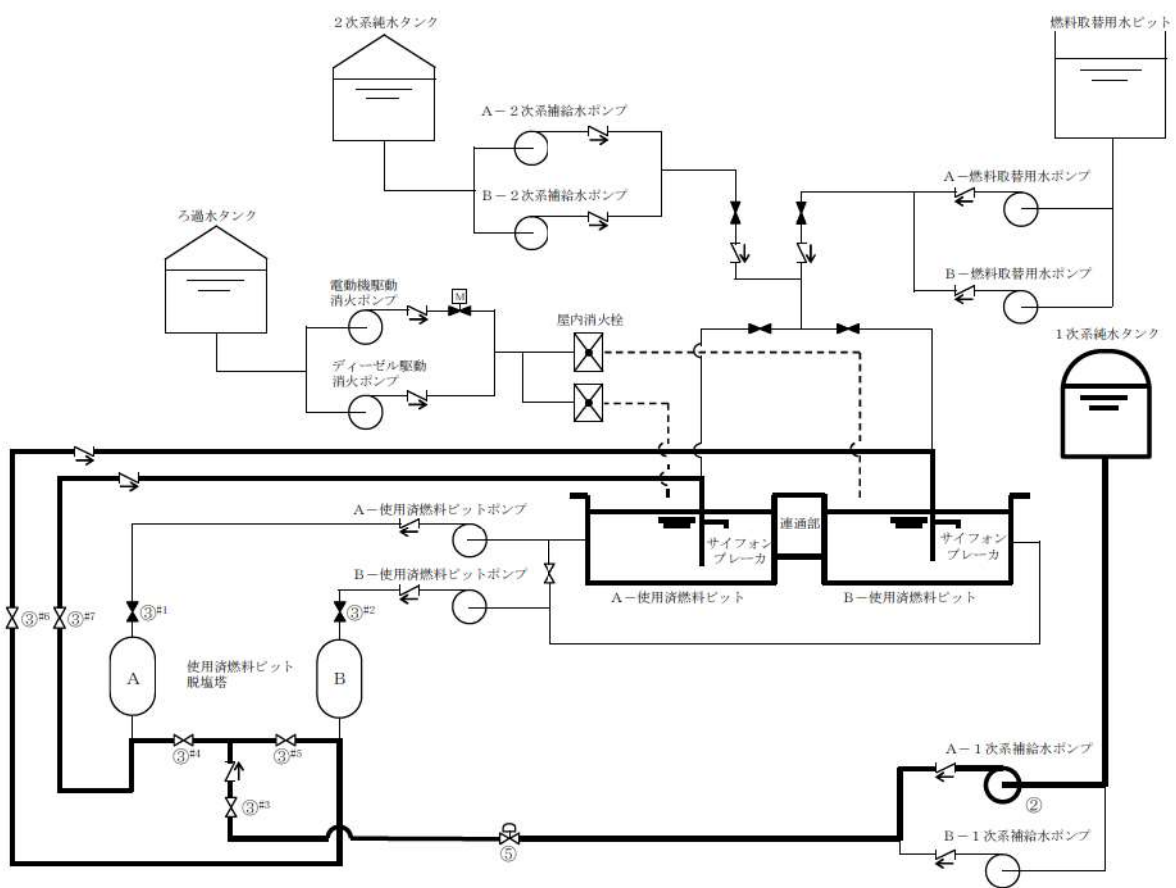 2次系純水タンク
燃料取替用水ピット
A-2次系補給水ポンプ
B-2次系補給水ポンプ
A-燃料取替用水ポンプ
B-燃料取替用水ポンプ
ろ過水タンク
電動機駆動
消火ポンプ
M
屋内消火栓
ディーゼル駆動
消火ポンプ
1次系純水タンク
A-使用済燃料ピットポンプ
連通部
サイフォン
ブレーカ
サイフォン
ブレーカ
B-使用済燃料ピットポンプ
A-使用済燃料ピット
B-使用済燃料ピット
③#6
③#7
③#1
③#2
A
使用済燃料ピット
脱塩塔
B
③#4
③#5
③#3
A-1次系補給水ポンプ
②
B-1次系補給水ポンプ
⑤